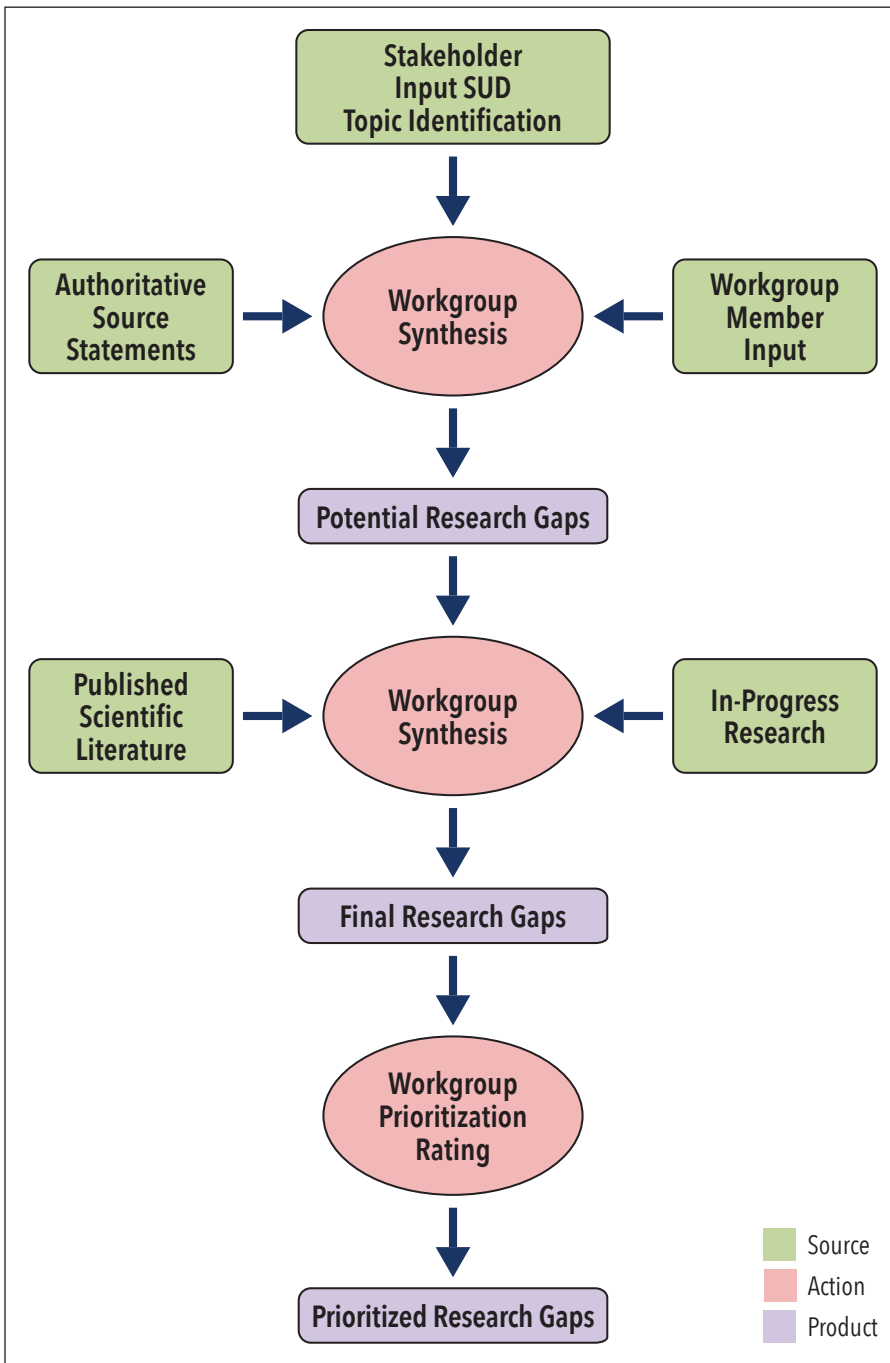 Stakeholder
Input SUD
Topic Identification
Authoritative
Source
Statements
Workgroup
Synthesis
Workgroup
Member
Input
Potential Research Gaps
Published
Scientific
Literature
Workgroup
Synthesis
In-Progress
Research
Final Research Gaps
Workgroup
Prioritization
Rating
Prioritized Research Gaps
Source
Action
Product